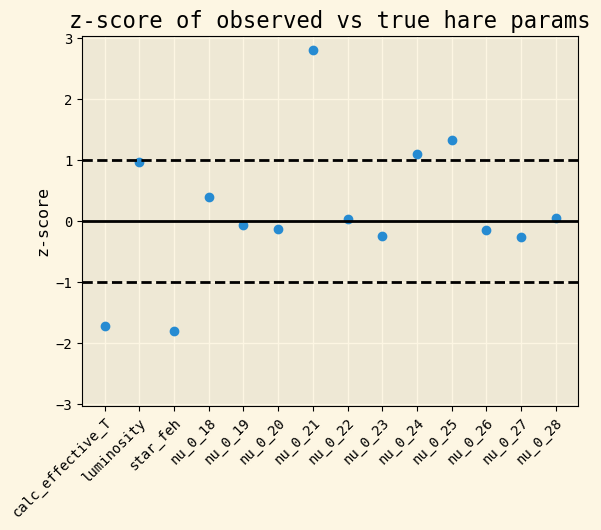 z-score of observed vs true hare params
z-score
3
2
1
0
−1
−2
−3
calc_effective_T
luminosity
star_feh
nu_0_18
nu_0_19
nu_0_20
nu_0_21
nu_0_22
nu_0_23
nu_0_24
nu_0_25
nu_0_26
nu_0_27
nu_0_28